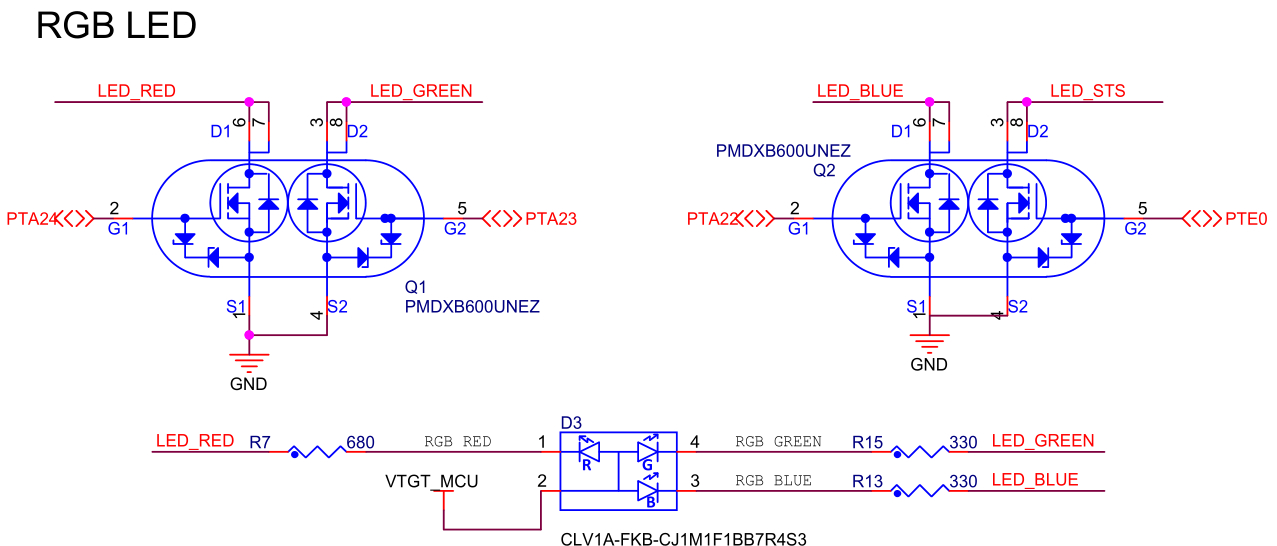 RGB LED
LED_RED
LED_GREEN
LED_BLUE
LED_STS
6 7 3 8
6 7 3 8
D1 D2
D1 D2
PMDXB600UNEZ
Q2
PTA24 2 5 PTA23
G1 G2
PTA22 2 5 PTE0
G1 G2
Q1
PMDXB600UNEZ
S1 S2
1 4
S1 S2
1 4
GND
GND
D3
LED_RED R7 680 RGB RED 1 4 RGB GREEN R15 330 LED_GREEN
R G
VTGT_MCU 2 3 RGB BLUE R13 330 LED_BLUE
B
CLV1A-FKB-CJ1M1F1BB7R4S3